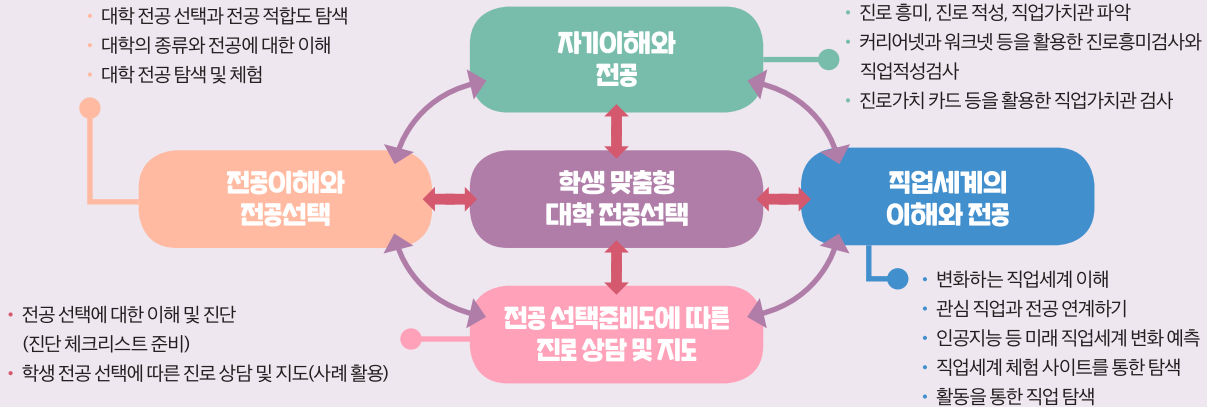 • 대학 전공 선택과 전공 적합도 탐색
• 대학의 종류와 전공에 대한 이해
• 대학 전공 탐색 및 체험
자기이해와
전공
• 진로 흥미, 진로 적성, 직업가치관 파악
• 커리어넷과 워크넷 등을 활용한 진로흥미검사와
직업적성검사
• 진로가치 카드 등을 활용한 직업가치관 검사
전공이해와
전공선택
학생 맞춤형
대학 전공선택
직업세계의
이해와 전공
• 전공 선택에 대한 이해 및 진단
(진단 체크리스트 준비)
• 학생 전공 선택에 따른 진로 상담 및 지도(사례 활용)
전공 선택준비도에 따른
진로 상담 및 지도
• 변화하는 직업세계 이해
• 관심 직업과 전공 연계하기
• 인공지능 등 미래 직업세계 변화 예측
• 직업세계 체험 사이트를 통한 탐색
• 활동을 통한 직업 탐색